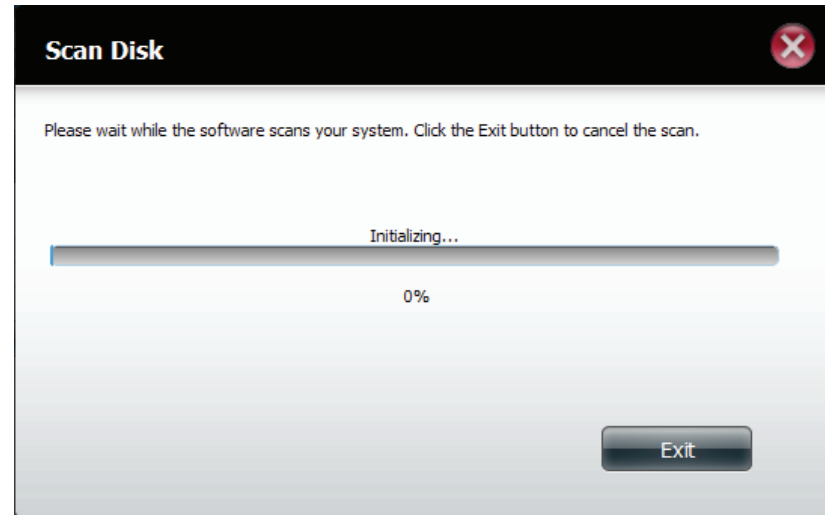 Scan Disk
Please wait while the software scans your system. Click the Exit button to cancel the scan.
Initializing...
0%
Exit